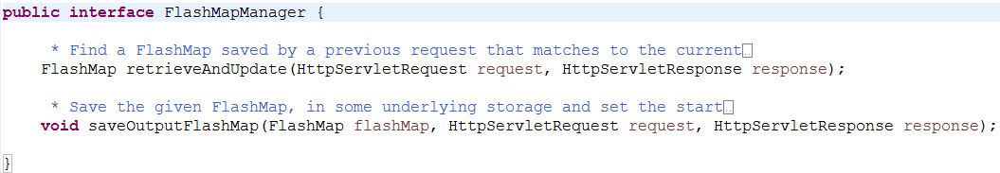 public interface FlashMapManager {
* Find a FlashMap saved by a previous request that matches to the current..
FlashMap retrieveAndUpdate(HttpServletRequest request, HttpServletResponse response);
* Save the given FlashMap, in some underlying storage and set the start..
void saveOutputFlashMap(FlashMap flashMap, HttpServletRequest request, HttpServletResponse response);
}